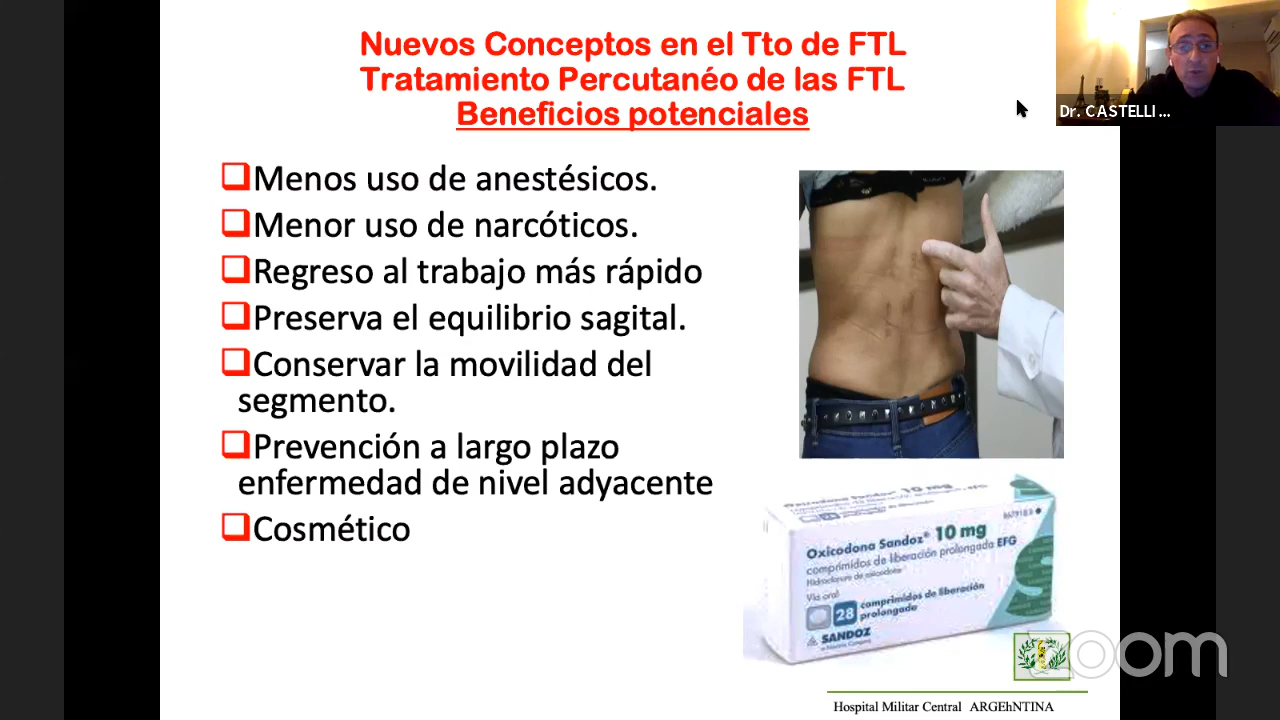 Nuevos Conceptos en el Tto de FTL
Tratamiento Percutanéo de las FTL
Beneficios potenciales
Dr. CASTELLI ...
Menos uso de anestésicos.
Menor uso de narcóticos.
Regreso al trabajo más rápido
Preserva el equilibrio sagital.
Conservar la movilidad del
segmento.
Prevención a largo plazo
enfermedad de nivel adyacente
Cosmético
10 mg
Oxicodona Sandoz® 10 mg
comprimidos de liberación prolongada EFG
Hidrocloruro de oxicodona
Vía oral
28 comprimidos de liberación
prolongada
SANDOZ
zoom
Hospital Militar Central ARGEhNTINA